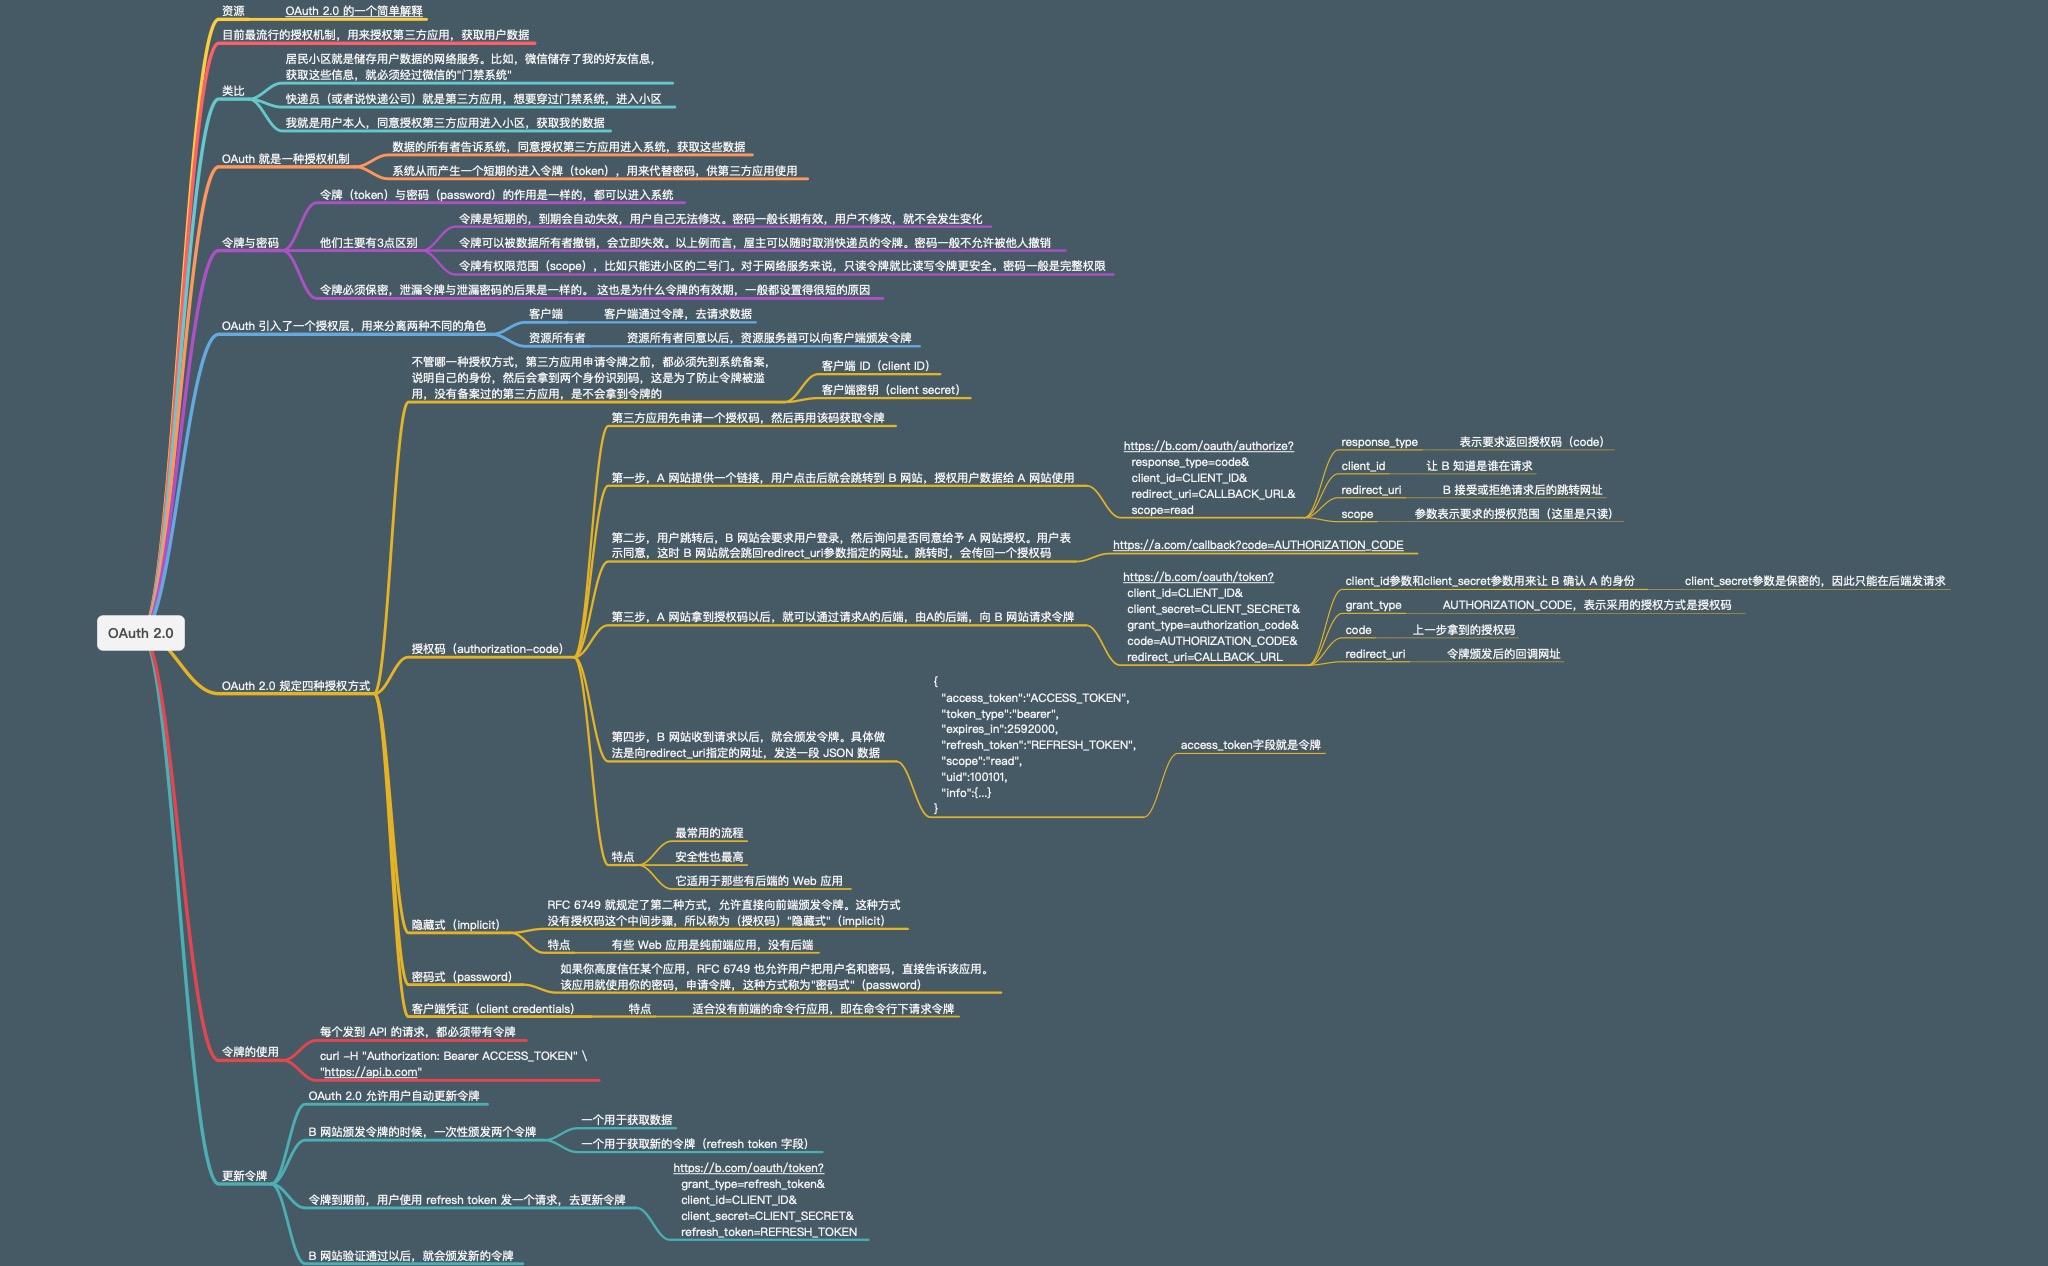 OAuth 2.0
资源
OAuth 2.0 的一个简单解释
目前最流行的授权机制，用来授权第三方应用，获取用户数据
类比
居民小区就是储存用户数据的网络服务。比如，微信储存了我的好友信息，
获取这些信息，就必须经过微信的"门禁系统"
快递员（或者说快递公司）就是第三方应用，想要穿过门禁系统，进入小区
我就是用户本人，同意授权第三方应用进入小区，获取我的数据
OAuth 就是一种授权机制
数据的所有者告诉系统，同意授权第三方应用进入系统，获取这些数据
系统从而产生一个短期的进入令牌（token），用来代替密码，供第三方应用使用
令牌与密码
令牌（token）与密码（password）的作用是一样的，都可以进入系统
他们主要有3点区别
令牌是短期的，到期会自动失效，用户自己无法修改。密码一般长期有效，用户不修改，就不会发生变化
令牌可以被数据所有者撤销，会立即失效。以上例而言，屋主可以随时取消快递员的令牌。密码一般不允许被他人撤销
令牌有权限范围（scope），比如只能进小区的二号门。对于网络服务来说，只读令牌就比读写令牌更安全。密码一般是完整权限
令牌必须保密，泄漏令牌与泄漏密码的后果是一样的。 这也是为什么令牌的有效期，一般都设置得很短的原因
OAuth 引入了一个授权层，用来分离两种不同的角色
客户端
客户端通过令牌，去请求数据
资源所有者
资源所有者同意以后，资源服务器可以向客户端颁发令牌
OAuth 2.0 规定四种授权方式
不管哪一种授权方式，第三方应用申请令牌之前，都必须先到系统备案，
说明自己的身份，然后会拿到两个身份识别码，这是为了防止令牌被滥
用，没有备案过的第三方应用，是不会拿到令牌的
客户端 ID（client ID）
客户端密钥（client secret）
授权码（authorization-code）
第三方应用先申请一个授权码，然后再用该码获取令牌
第一步，A 网站提供一个链接，用户点击后就会跳转到 B 网站，授权用户数据给 A 网站使用
https://b.com/oauth/authorize?
response_type=code&
client_id=CLIENT_ID&
redirect_uri=CALLBACK_URL&
scope=read
response_type
表示要求返回授权码（code）
client_id
让 B 知道是谁在请求
redirect_uri
B 接受或拒绝请求后的跳转网址
scope
参数表示要求的授权范围（这里是只读）
第二步，用户跳转后，B 网站会要求用户登录，然后询问是否同意给予 A 网站授权。用户表
示同意，这时 B 网站就会跳回redirect_uri参数指定的网址。跳转时，会传回一个授权码
https://a.com/callback?code=AUTHORIZATION_CODE
第三步，A 网站拿到授权码以后，就可以通过请求A的后端，由A的后端，向 B 网站请求令牌
https://b.com/oauth/token?
client_id=CLIENT_ID&
client_secret=CLIENT_SECRET&
grant_type=authorization_code&
code=AUTHORIZATION_CODE&
redirect_uri=CALLBACK_URL
client_id参数和client_secret参数用来让 B 确认 A 的身份
client_secret参数是保密的，因此只能在后端发请求
grant_type
AUTHORIZATION_CODE，表示采用的授权方式是授权码
code
上一步拿到的授权码
redirect_uri
令牌颁发后的回调网址
第四步，B 网站收到请求以后，就会颁发令牌。具体做
法是向redirect_uri指定的网址，发送一段 JSON 数据
{
"access_token":"ACCESS_TOKEN",
"token_type":"bearer",
"expires_in":2592000,
"refresh_token":"REFRESH_TOKEN",
"scope":"read",
"uid":100101,
"info":{...}
}
access_token字段就是令牌
特点
最常用的流程
安全性也最高
它适用于那些有后端的 Web 应用
隐藏式（implicit）
RFC 6749 就规定了第二种方式，允许直接向前端颁发令牌。这种方式
没有授权码这个中间步骤，所以称为（授权码）"隐藏式"（implicit）
特点
有些 Web 应用是纯前端应用，没有后端
密码式（password）
如果你高度信任某个应用，RFC 6749 也允许用户把用户名和密码，直接告诉该应用。
该应用就使用你的密码，申请令牌，这种方式称为"密码式"（password）
客户端凭证（client credentials）
特点
适合没有前端的命令行应用，即在命令行下请求令牌
令牌的使用
每个发到 API 的请求，都必须带有令牌
curl -H "Authorization: Bearer ACCESS_TOKEN" \
"https://api.b.com"
更新令牌
OAuth 2.0 允许用户自动更新令牌
B 网站颁发令牌的时候，一次性颁发两个令牌
一个用于获取数据
一个用于获取新的令牌（refresh token 字段）
令牌到期前，用户使用 refresh token 发一个请求，去更新令牌
https://b.com/oauth/token?
grant_type=refresh_token&
client_id=CLIENT_ID&
client_secret=CLIENT_SECRET&
refresh_token=REFRESH_TOKEN
B 网站验证通过以后，就会颁发新的令牌